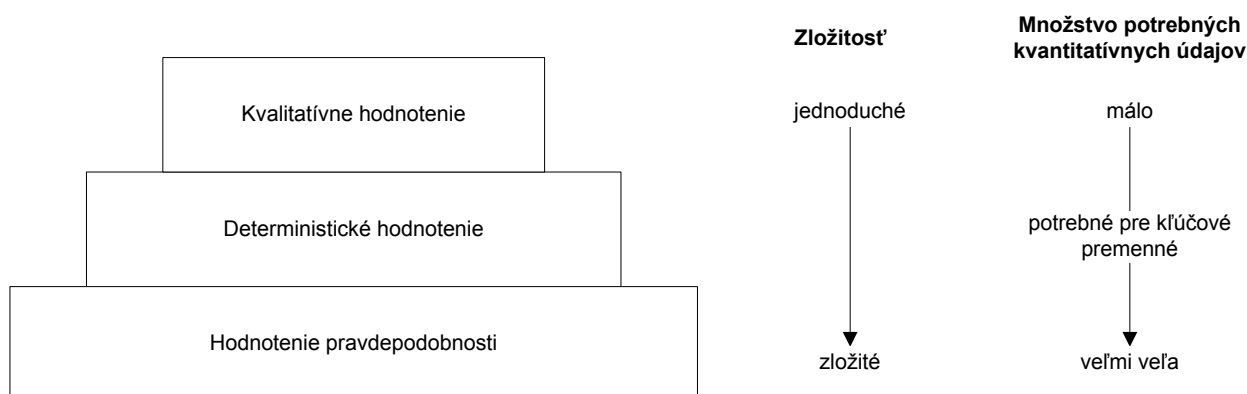 Zložitosť
Množstvo potrebných
kvantitatívnych údajov
Kvalitatívne hodnotenie
jednoduché
málo
Deterministické hodnotenie
potrebné pre kľúčové
premenné
Hodnotenie pravdepodobnosti
zložité
veľmi veľa